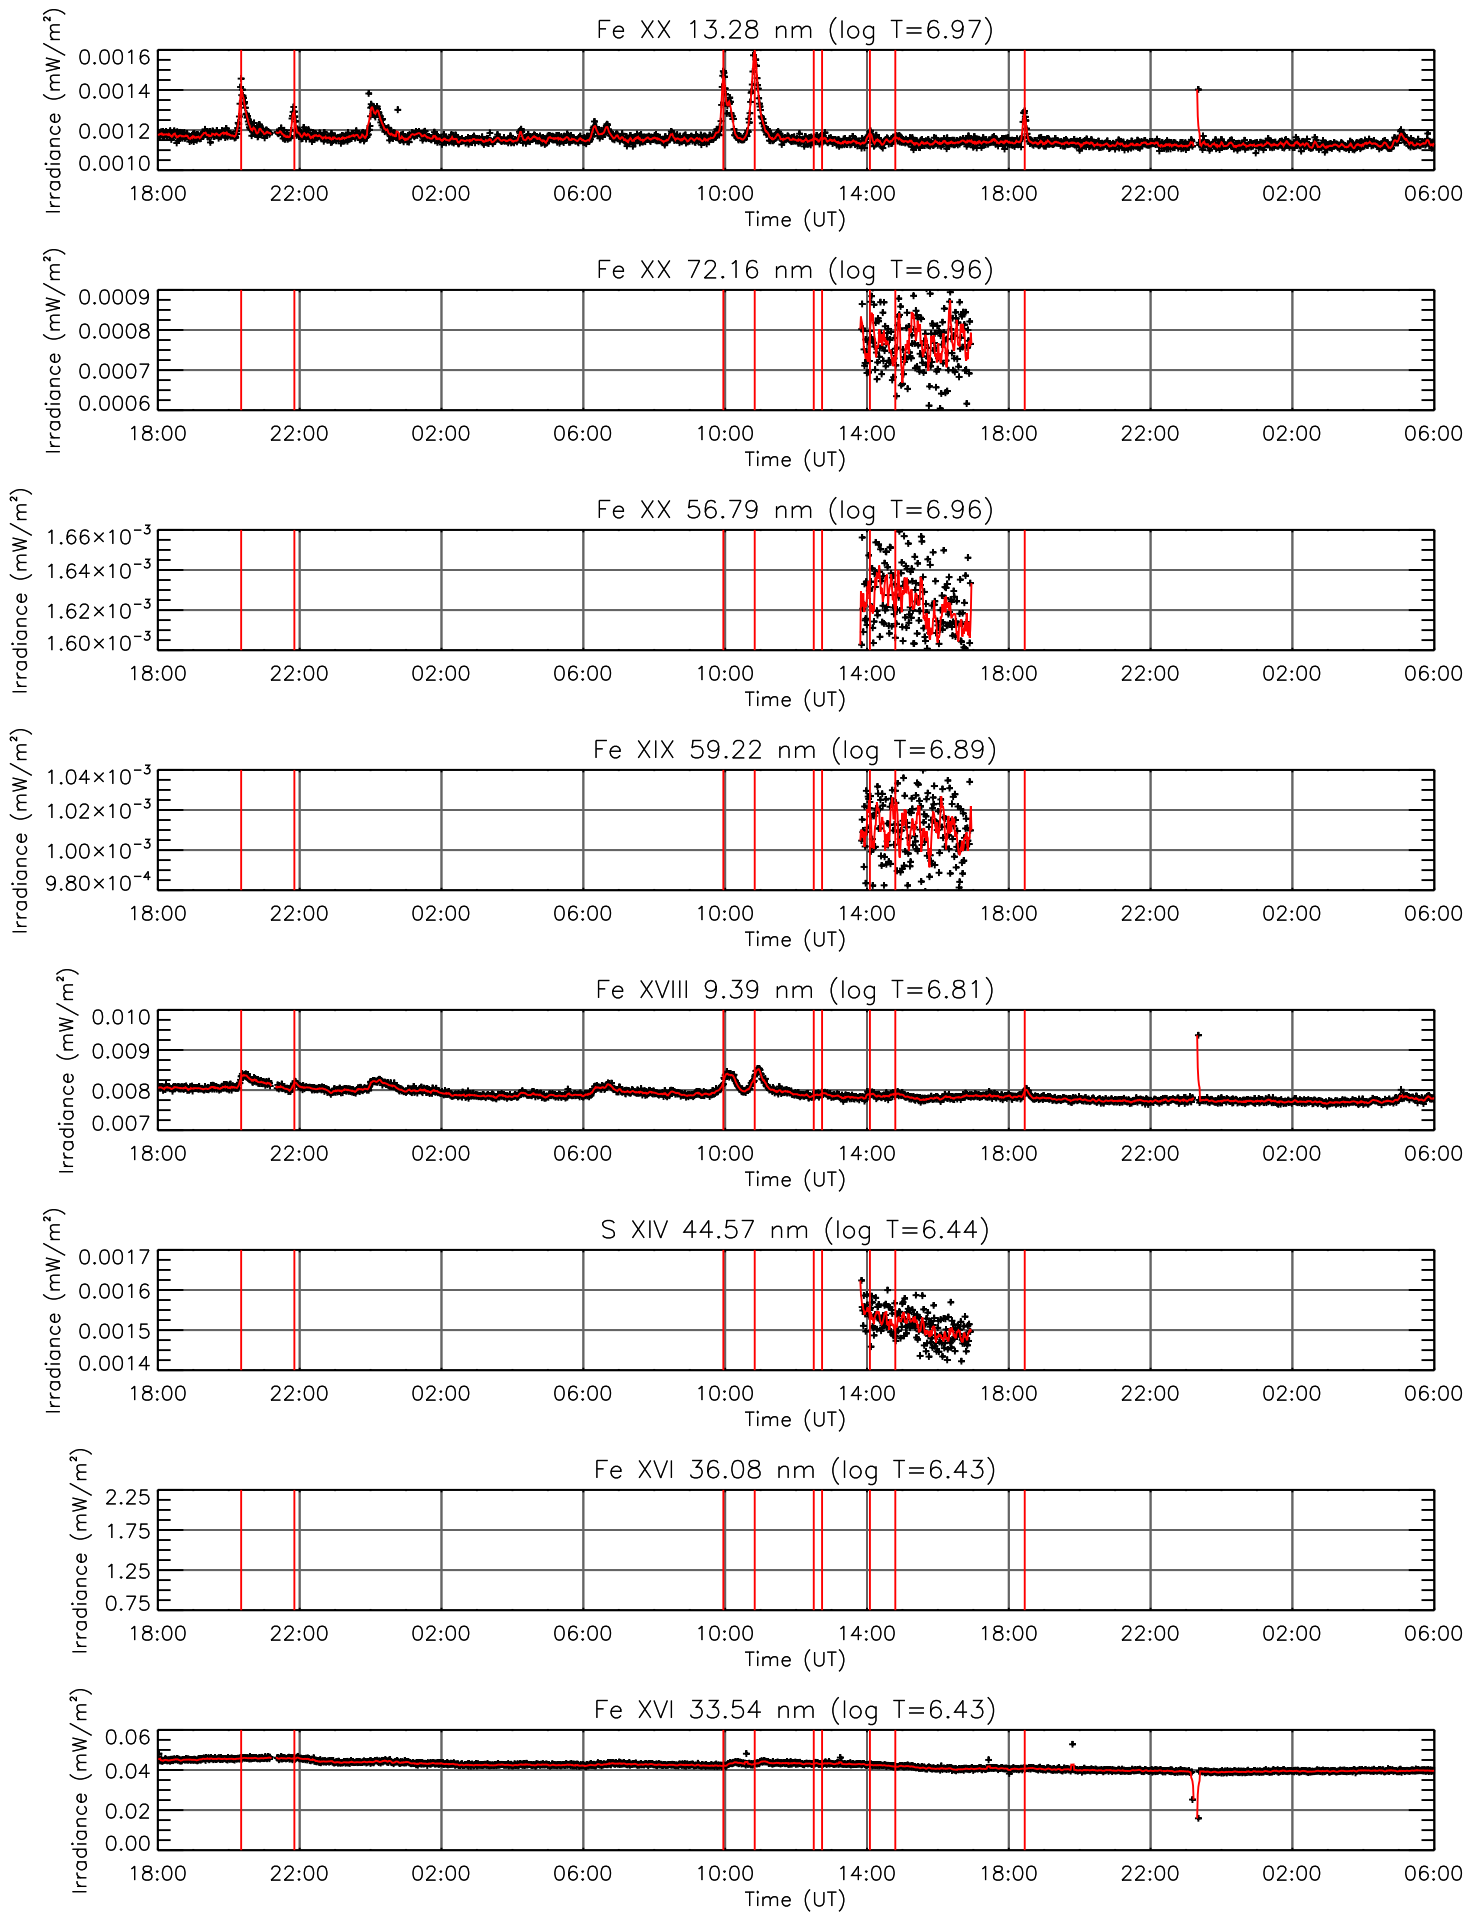 Fe XX 13.28 nm (log T=6.97)
Irradiance (mW/m²)
0.0016
0.0014
0.0012
0.0010
18:00 22:00 02:00 06:00 10:00 14:00 18:00 22:00 02:00 06:00
Time (UT)
Fe XX 72.16 nm (log T=6.96)
Irradiance (mW/m²)
0.0009
0.0008
0.0007
0.0006
18:00 22:00 02:00 06:00 10:00 14:00 18:00 22:00 02:00 06:00
Time (UT)
Fe XX 56.79 nm (log T=6.96)
Irradiance (mW/m²)
1.66×10⁻³
1.64×10⁻³
1.62×10⁻³
1.60×10⁻³
18:00 22:00 02:00 06:00 10:00 14:00 18:00 22:00 02:00 06:00
Time (UT)
Fe XIX 59.22 nm (log T=6.89)
Irradiance (mW/m²)
1.04×10⁻³
1.02×10⁻³
1.00×10⁻³
9.80×10⁻⁴
18:00 22:00 02:00 06:00 10:00 14:00 18:00 22:00 02:00 06:00
Time (UT)
Fe XVIII 9.39 nm (log T=6.81)
Irradiance (mW/m²)
0.010
0.009
0.008
0.007
18:00 22:00 02:00 06:00 10:00 14:00 18:00 22:00 02:00 06:00
Time (UT)
S XIV 44.57 nm (log T=6.44)
Irradiance (mW/m²)
0.0017
0.0016
0.0015
0.0014
18:00 22:00 02:00 06:00 10:00 14:00 18:00 22:00 02:00 06:00
Time (UT)
Fe XVI 36.08 nm (log T=6.43)
Irradiance (mW/m²)
2.25
1.75
1.25
0.75
18:00 22:00 02:00 06:00 10:00 14:00 18:00 22:00 02:00 06:00
Time (UT)
Fe XVI 33.54 nm (log T=6.43)
Irradiance (mW/m²)
0.06
0.04
0.02
0.00
18:00 22:00 02:00 06:00 10:00 14:00 18:00 22:00 02:00 06:00
Time (UT)